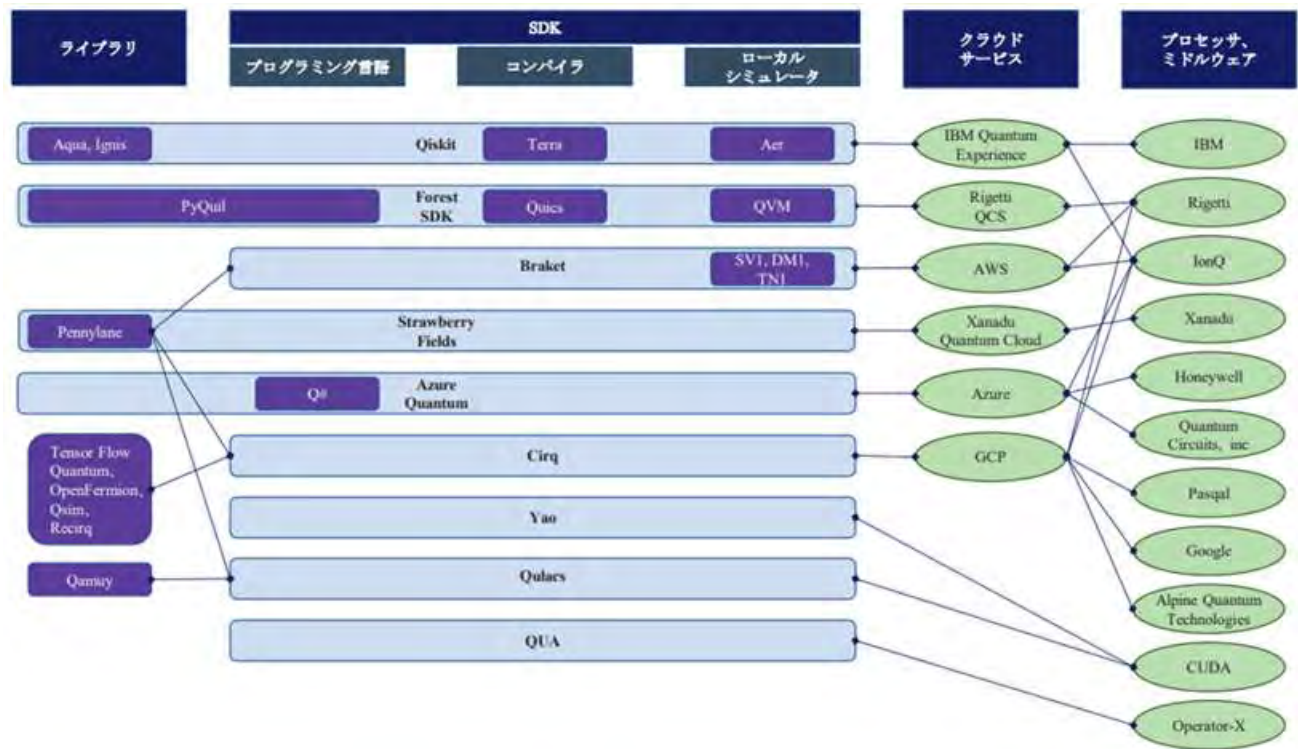 ライブラリ
SDK
プログラミング言語
コンパイラ
ローカル
シミュレータ
クラウド
サービス
プロセッサ、
ミドルウェア
Aqua, Ignis
Qiskit
Terra
Aer
IBM Quantum
Experience
IBM
PyQuil
Forest
SDK
Quics
QVM
Rigetti
QCS
Rigetti
Braket
SV1, DM1,
TN1
AWS
IonQ
Pennylane
Strawberry
Fields
Xanadu
Quantum Cloud
Xanadu
Q#
Azure
Quantum
Azure
Honeywell
Quantum
Circuits, inc
Tensor Flow
Quantum,
OpenFermion,
Qsim,
Recirq
Cirq
GCP
Pasqal
Yao
Google
Qamuy
Qulacs
Alpine Quantum
Technologies
QUA
CUDA
Operator-X